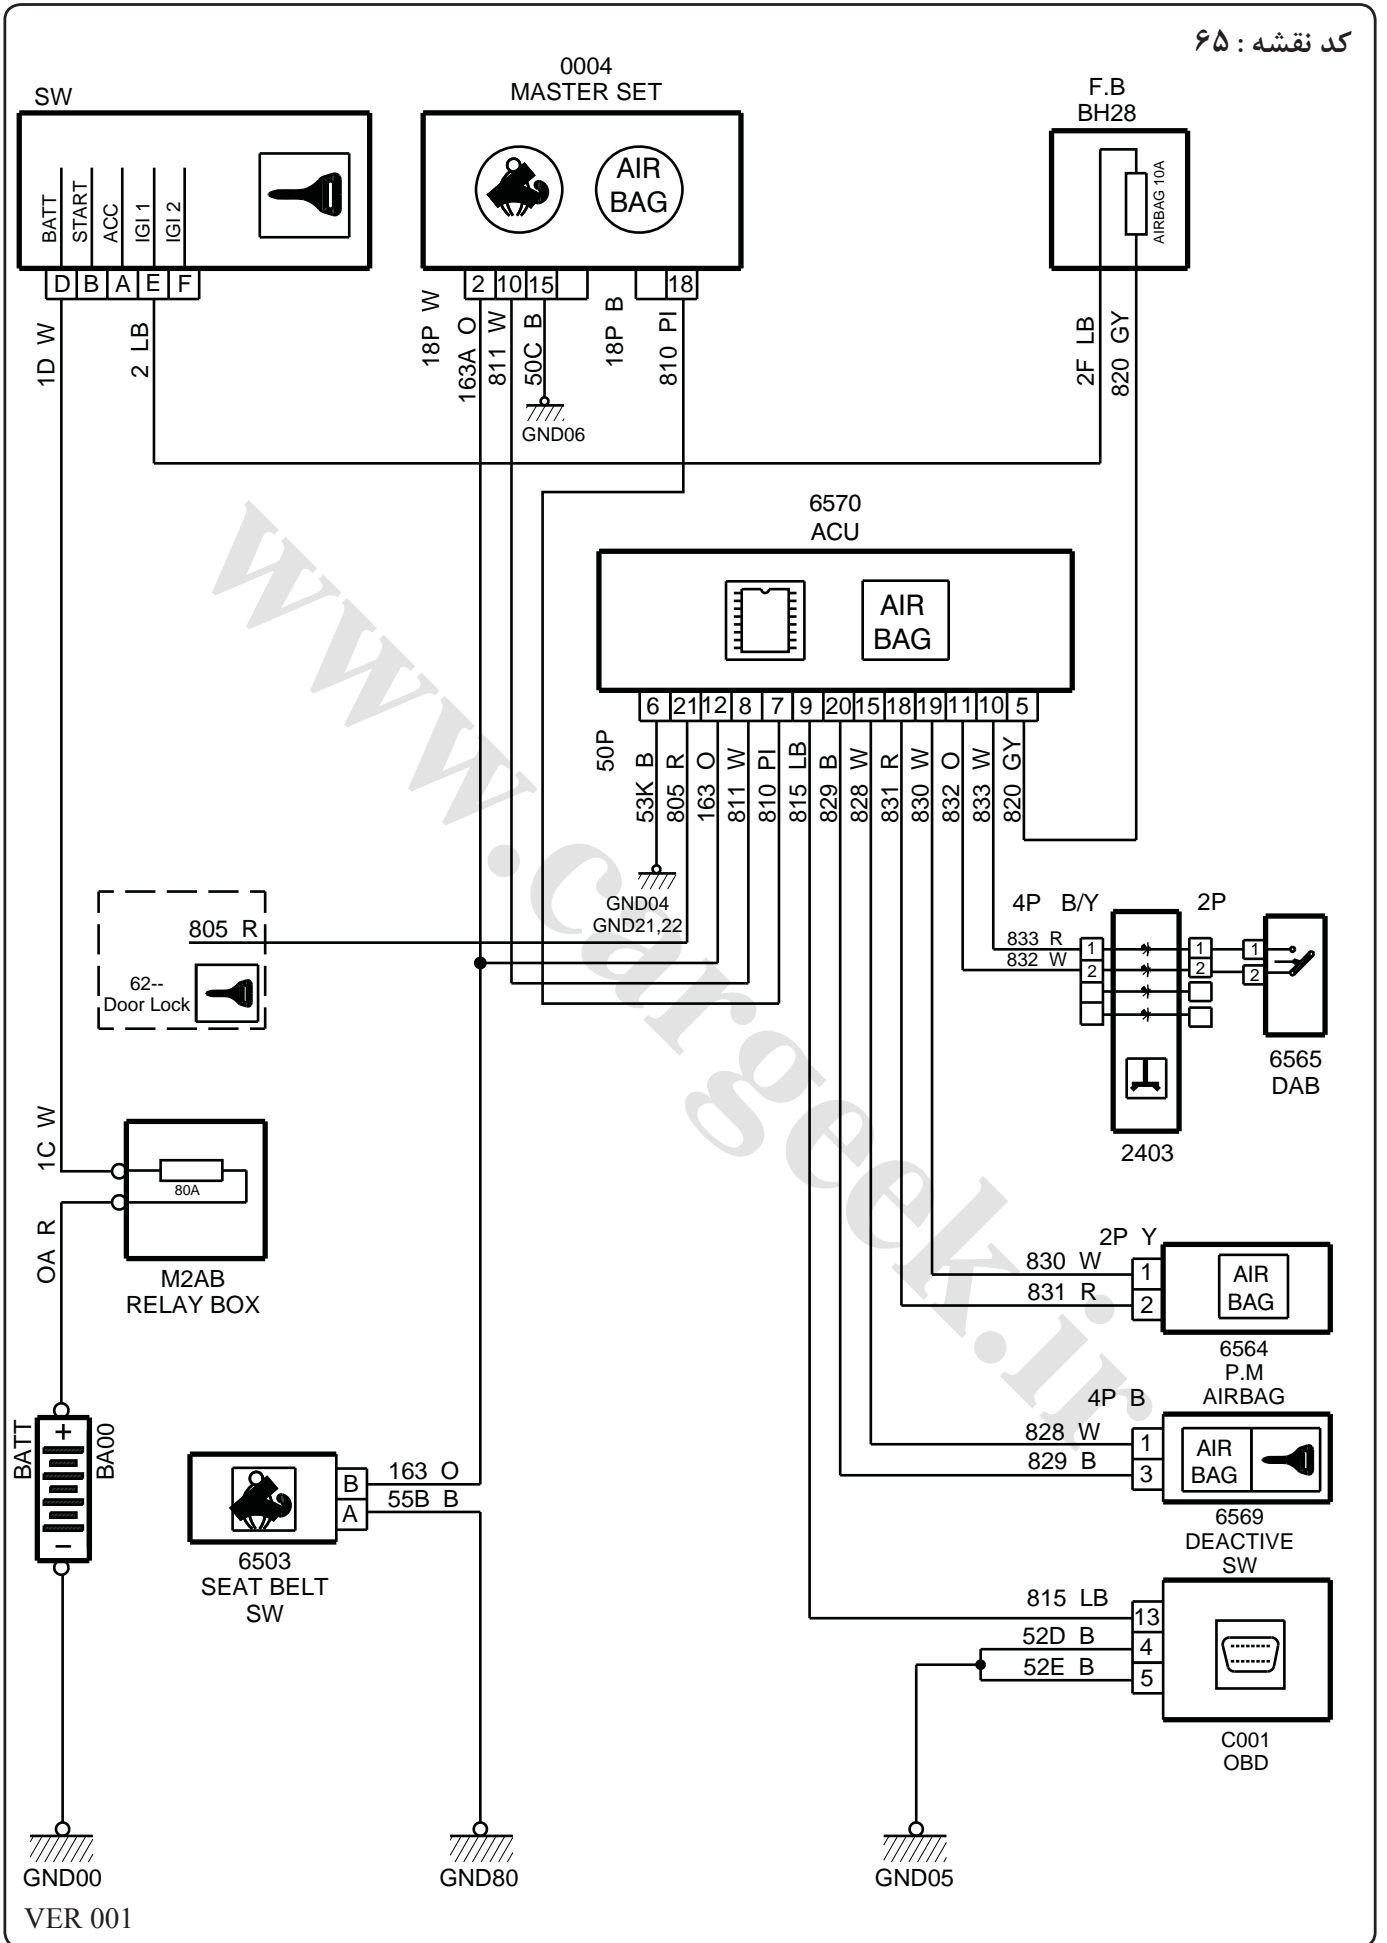 کد نقشه : ۶۵
SW
BATT
START
ACC
IGI 1
IGI 2
D B A E F
1D W
2 LB
0004
MASTER SET
AIR
BAG
2 10 15
18
18P W
163A O
811 W
50C B
18P B
810 PI
GND06
F.B
BH28
AIRBAG 10A
2F LB
820 GY
6570
ACU
AIR
BAG
6 21 12 8 7 9 20 15 18 19 11 10 5
50P
53K B
805 R
163 O
811 W
810 PI
815 LB
829 B
828 W
831 R
830 W
832 O
833 W
820 GY
GND04
GND21,22
805 R
62--
Door Lock
4P B/Y
2P
833 R
832 W
1
2
1
2
1
2
6565
DAB
2403
1C W
80A
OA R
M2AB
RELAY BOX
BATT
+
−
BA00
GND00
163 O
55B B
B
A
6503
SEAT BELT
SW
GND80
2P Y
830 W
831 R
1
2
AIR
BAG
6564
P.M
AIRBAG
4P B
828 W
829 B
1
3
AIR
BAG
6569
DEACTIVE
SW
815 LB
52D B
52E B
13
4
5
C001
OBD
GND05
VER 001
www.cargeek.ir